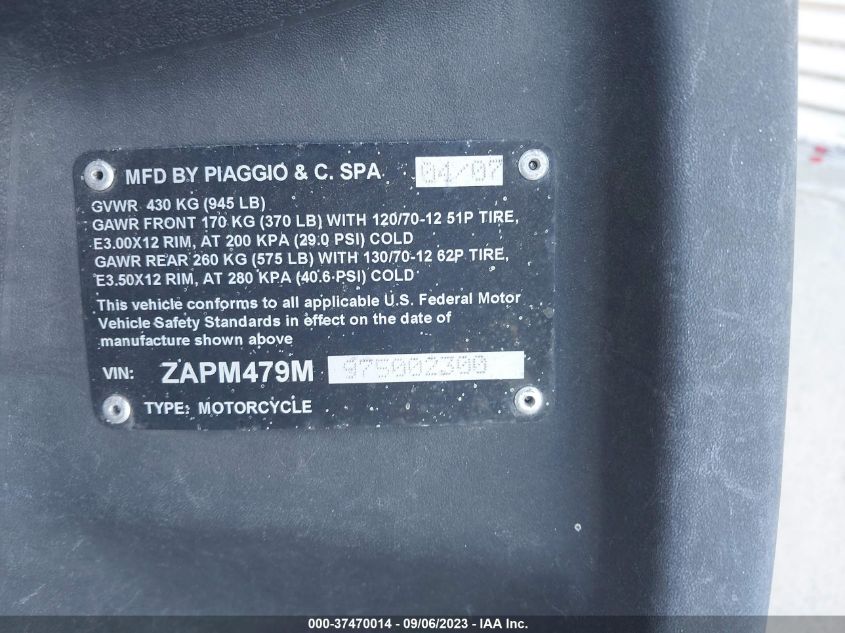 MFD BY PIAGGIO & C. SPA 04/07
GVWR 430 KG (945 LB)
GAWR FRONT 170 KG (370 LB) WITH 120/70-12 51P TIRE,
E3.00X12 RIM, AT 200 KPA (29.0 PSI) COLD
GAWR REAR 260 KG (575 LB) WITH 130/70-12 62P TIRE,
E3.50X12 RIM, AT 280 KPA (40.6 PSI) COLD
This vehicle conforms to all applicable U.S. Federal Motor
Vehicle Safety Standards in effect on the date of
manufacture shown above
VIN: ZAPM479M 975002300
TYPE: MOTORCYCLE
000-37470014 - 09/06/2023 - IAA Inc.